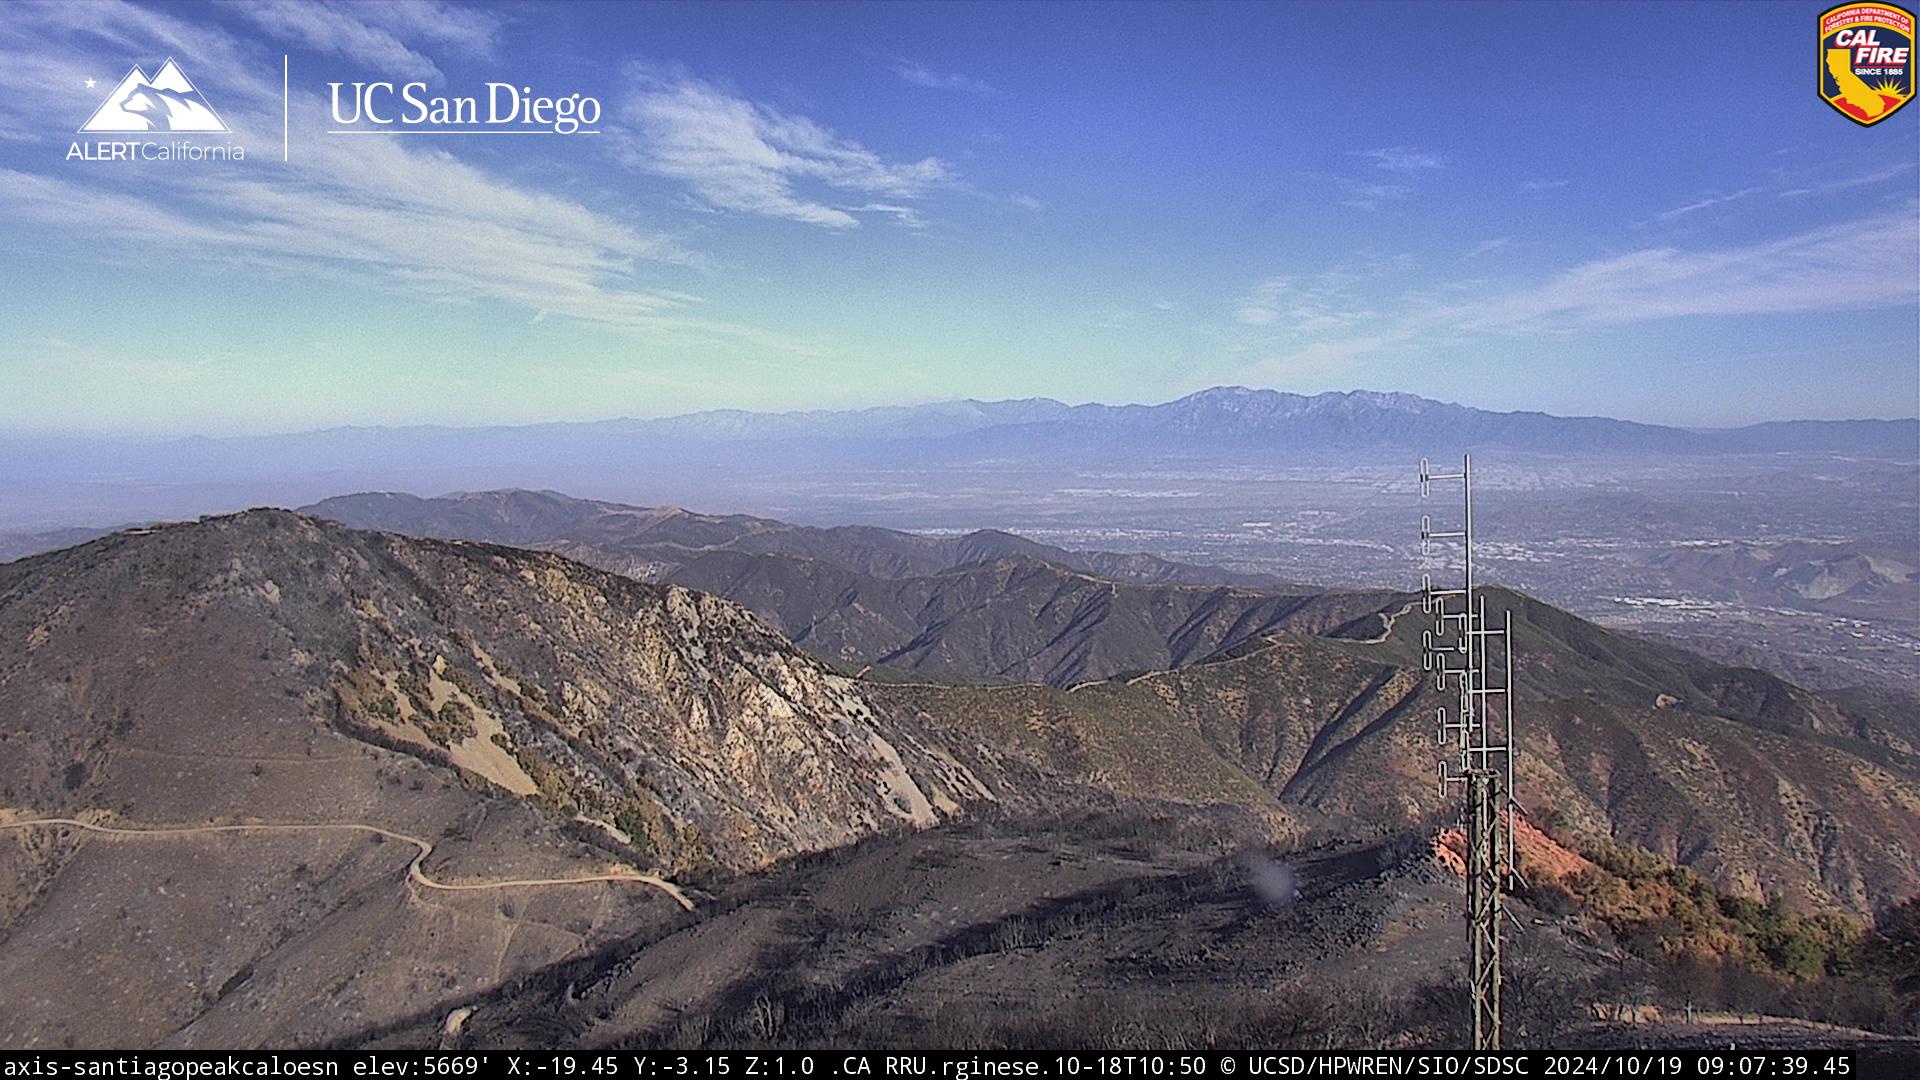 ALERTCalifornia
UC San Diego
CALIFORNIA DEPARTMENT OF
FORESTRY & FIRE PROTECTION
CAL
FIRE
SINCE 1885
axis-santiagopeakcaloesn elev:5669' X:-19.45 Y:-3.15 Z:1.0 .CA RRU.rginese.10-18T10:50 © UCSD/HPWREN/SIO/SDSC 2024/10/19 09:07:39.45